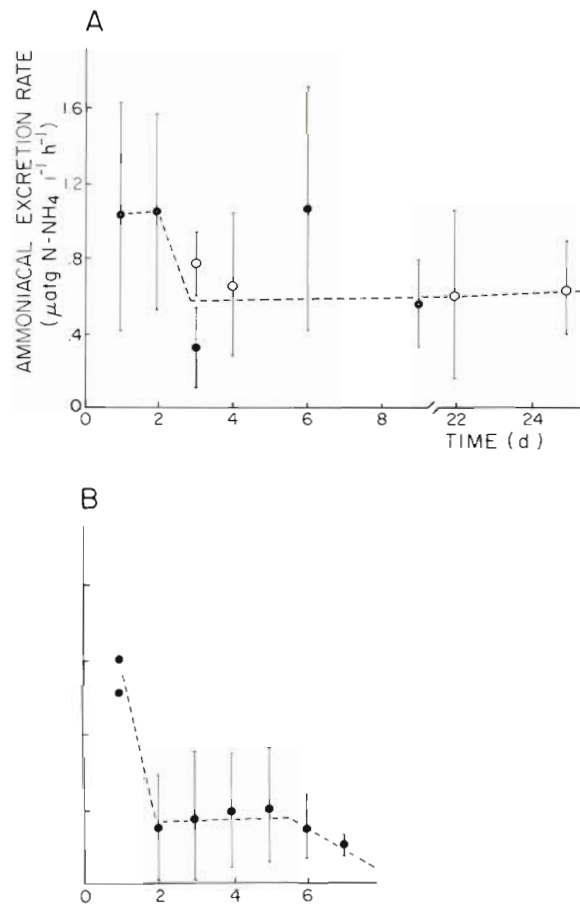 A
AMMONIACAL EXCRETION RATE
(µatg N-NH4 l-1 h-1)
1.6
1.2
.8
.4
0
0 2 4 6 8 22 24
TIME (d)
B
0 2 4 6